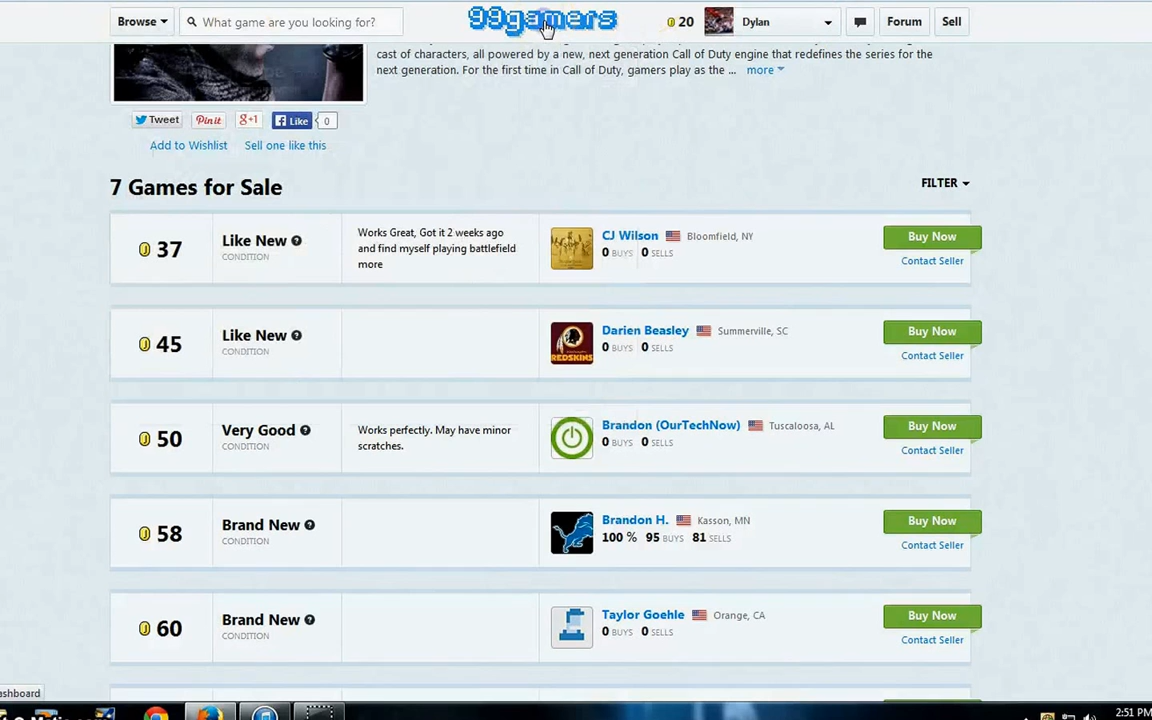 Browse
What game are you looking for?
99gamers
20
Dylan
Forum
Sell
cast of characters, all powered by a new, next generation Call of Duty engine that redefines the series for the
next generation. For the first time in Call of Duty, gamers play as the ... more
Tweet
Pinit
g+1
Like
0
Add to Wishlist
Sell one like this
7 Games for Sale
FILTER
37
Like New
CONDITION
Works Great, Got it 2 weeks ago
and find myself playing battlefield
more
CJ Wilson
Bloomfield, NY
0 BUYS 0 SELLS
Buy Now
Contact Seller
45
Like New
CONDITION
Darien Beasley
Summerville, SC
0 BUYS 0 SELLS
REDSKINS
Buy Now
Contact Seller
50
Very Good
CONDITION
Works perfectly. May have minor
scratches.
Brandon (OurTechNow)
Tuscaloosa, AL
0 BUYS 0 SELLS
Buy Now
Contact Seller
58
Brand New
CONDITION
Brandon H.
Kasson, MN
100 % 95 BUYS 81 SELLS
Buy Now
Contact Seller
60
Brand New
CONDITION
Taylor Goehle
Orange, CA
0 BUYS 0 SELLS
Buy Now
Contact Seller
ashboard
2:51 PM